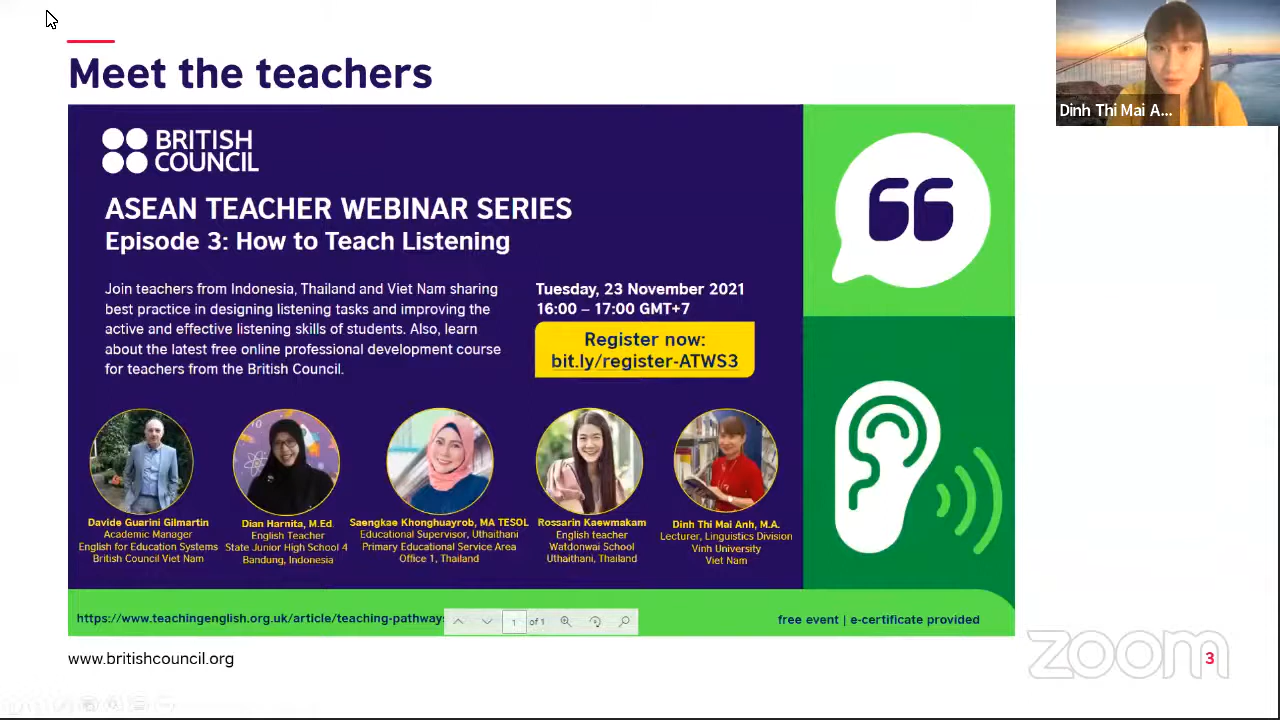 Meet the teachers
Dinh Thi Mai A...
BRITISH
COUNCIL
ASEAN TEACHER WEBINAR SERIES
Episode 3: How to Teach Listening
Join teachers from Indonesia, Thailand and Viet Nam sharing
best practice in designing listening tasks and improving the
active and effective listening skills of students. Also, learn
about the latest free online professional development course
for teachers from the British Council.
Tuesday, 23 November 2021
16:00 – 17:00 GMT+7
Register now:
bit.ly/register-ATWS3
Davide Guarini Gilmartin
Academic Manager
English for Education Systems
British Council Viet Nam
Dian Harnita, M.Ed.
English Teacher
State Junior High School 4
Bandung, Indonesia
Saengkae Khonghuayrob, MA TESOL
Educational Supervisor, Uthaithani
Primary Educational Service Area
Office 1, Thailand
Rossarin Kaewmakam
English teacher
Watdonwai School
Uthaithani, Thailand
Dinh Thi Mai Anh, M.A.
Lecturer, Linguistics Division
Vinh University
Viet Nam
https://www.teachingenglish.org.uk/article/teaching-pathways
1 of 1
free event | e-certificate provided
www.britishcouncil.org
zoom
3